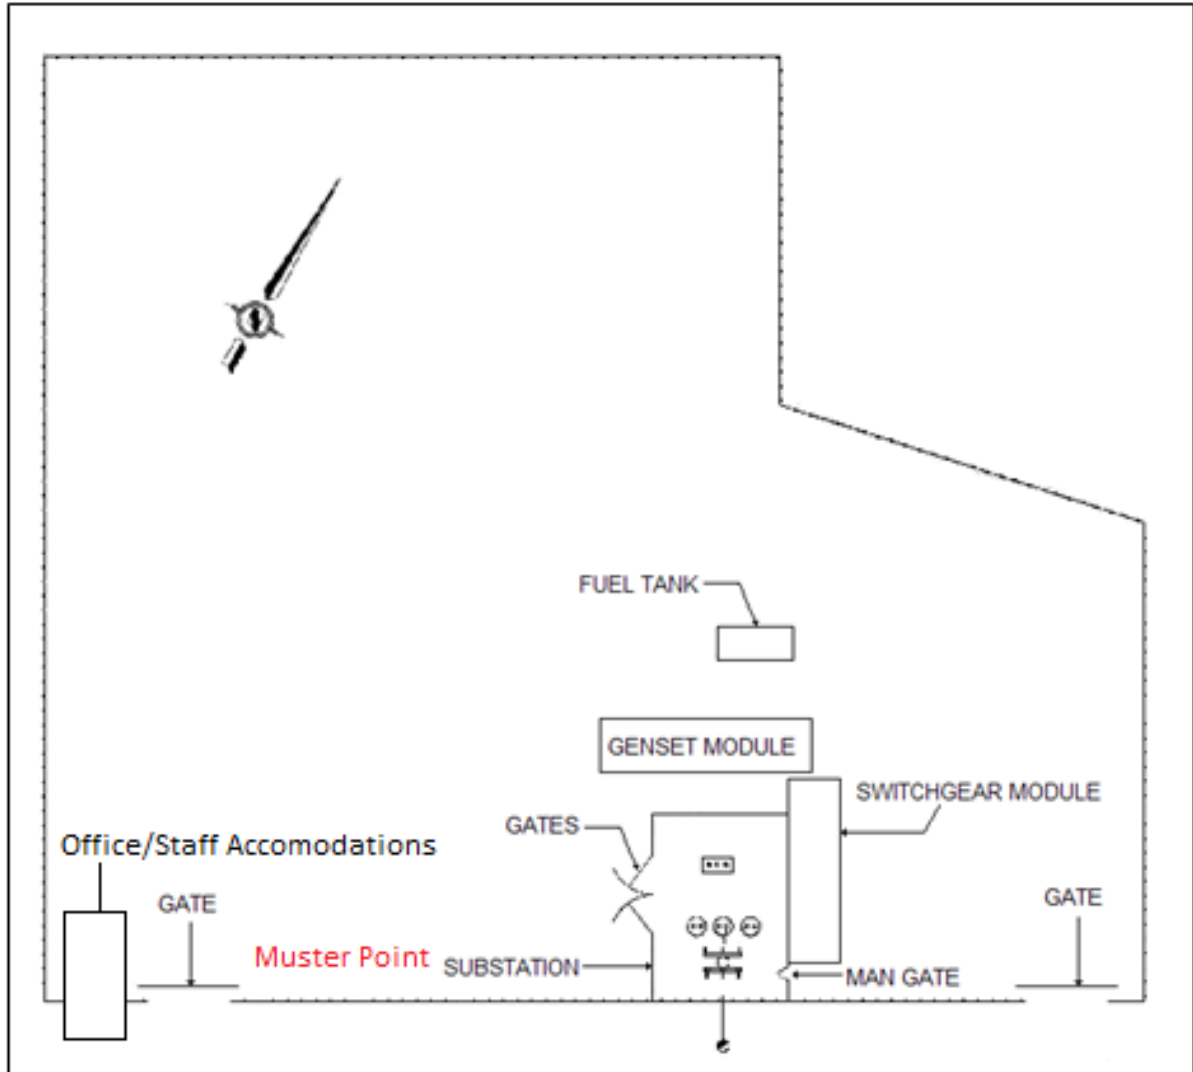 FUEL TANK
GENSET MODULE
SWITCHGEAR MODULE
GATES
Office/Staff Accomodations
GATE
GATE
Muster Point
SUBSTATION
MAN GATE